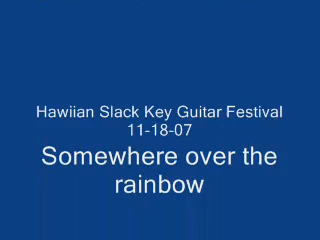 Hawiian Slack Key Guitar Festival
11-18-07
Somewhere over the
rainbow